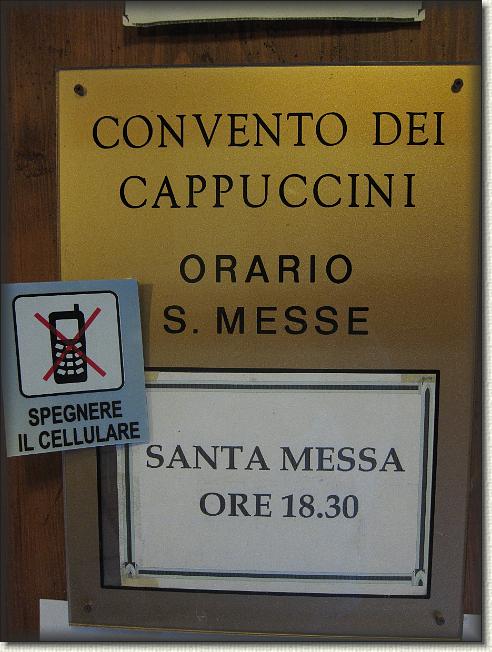 CONVENTO DEI
CAPPUCCINI
ORARIO
S. MESSE
SPEGNERE
IL CELLULARE
SANTA MESSA
ORE 18.30